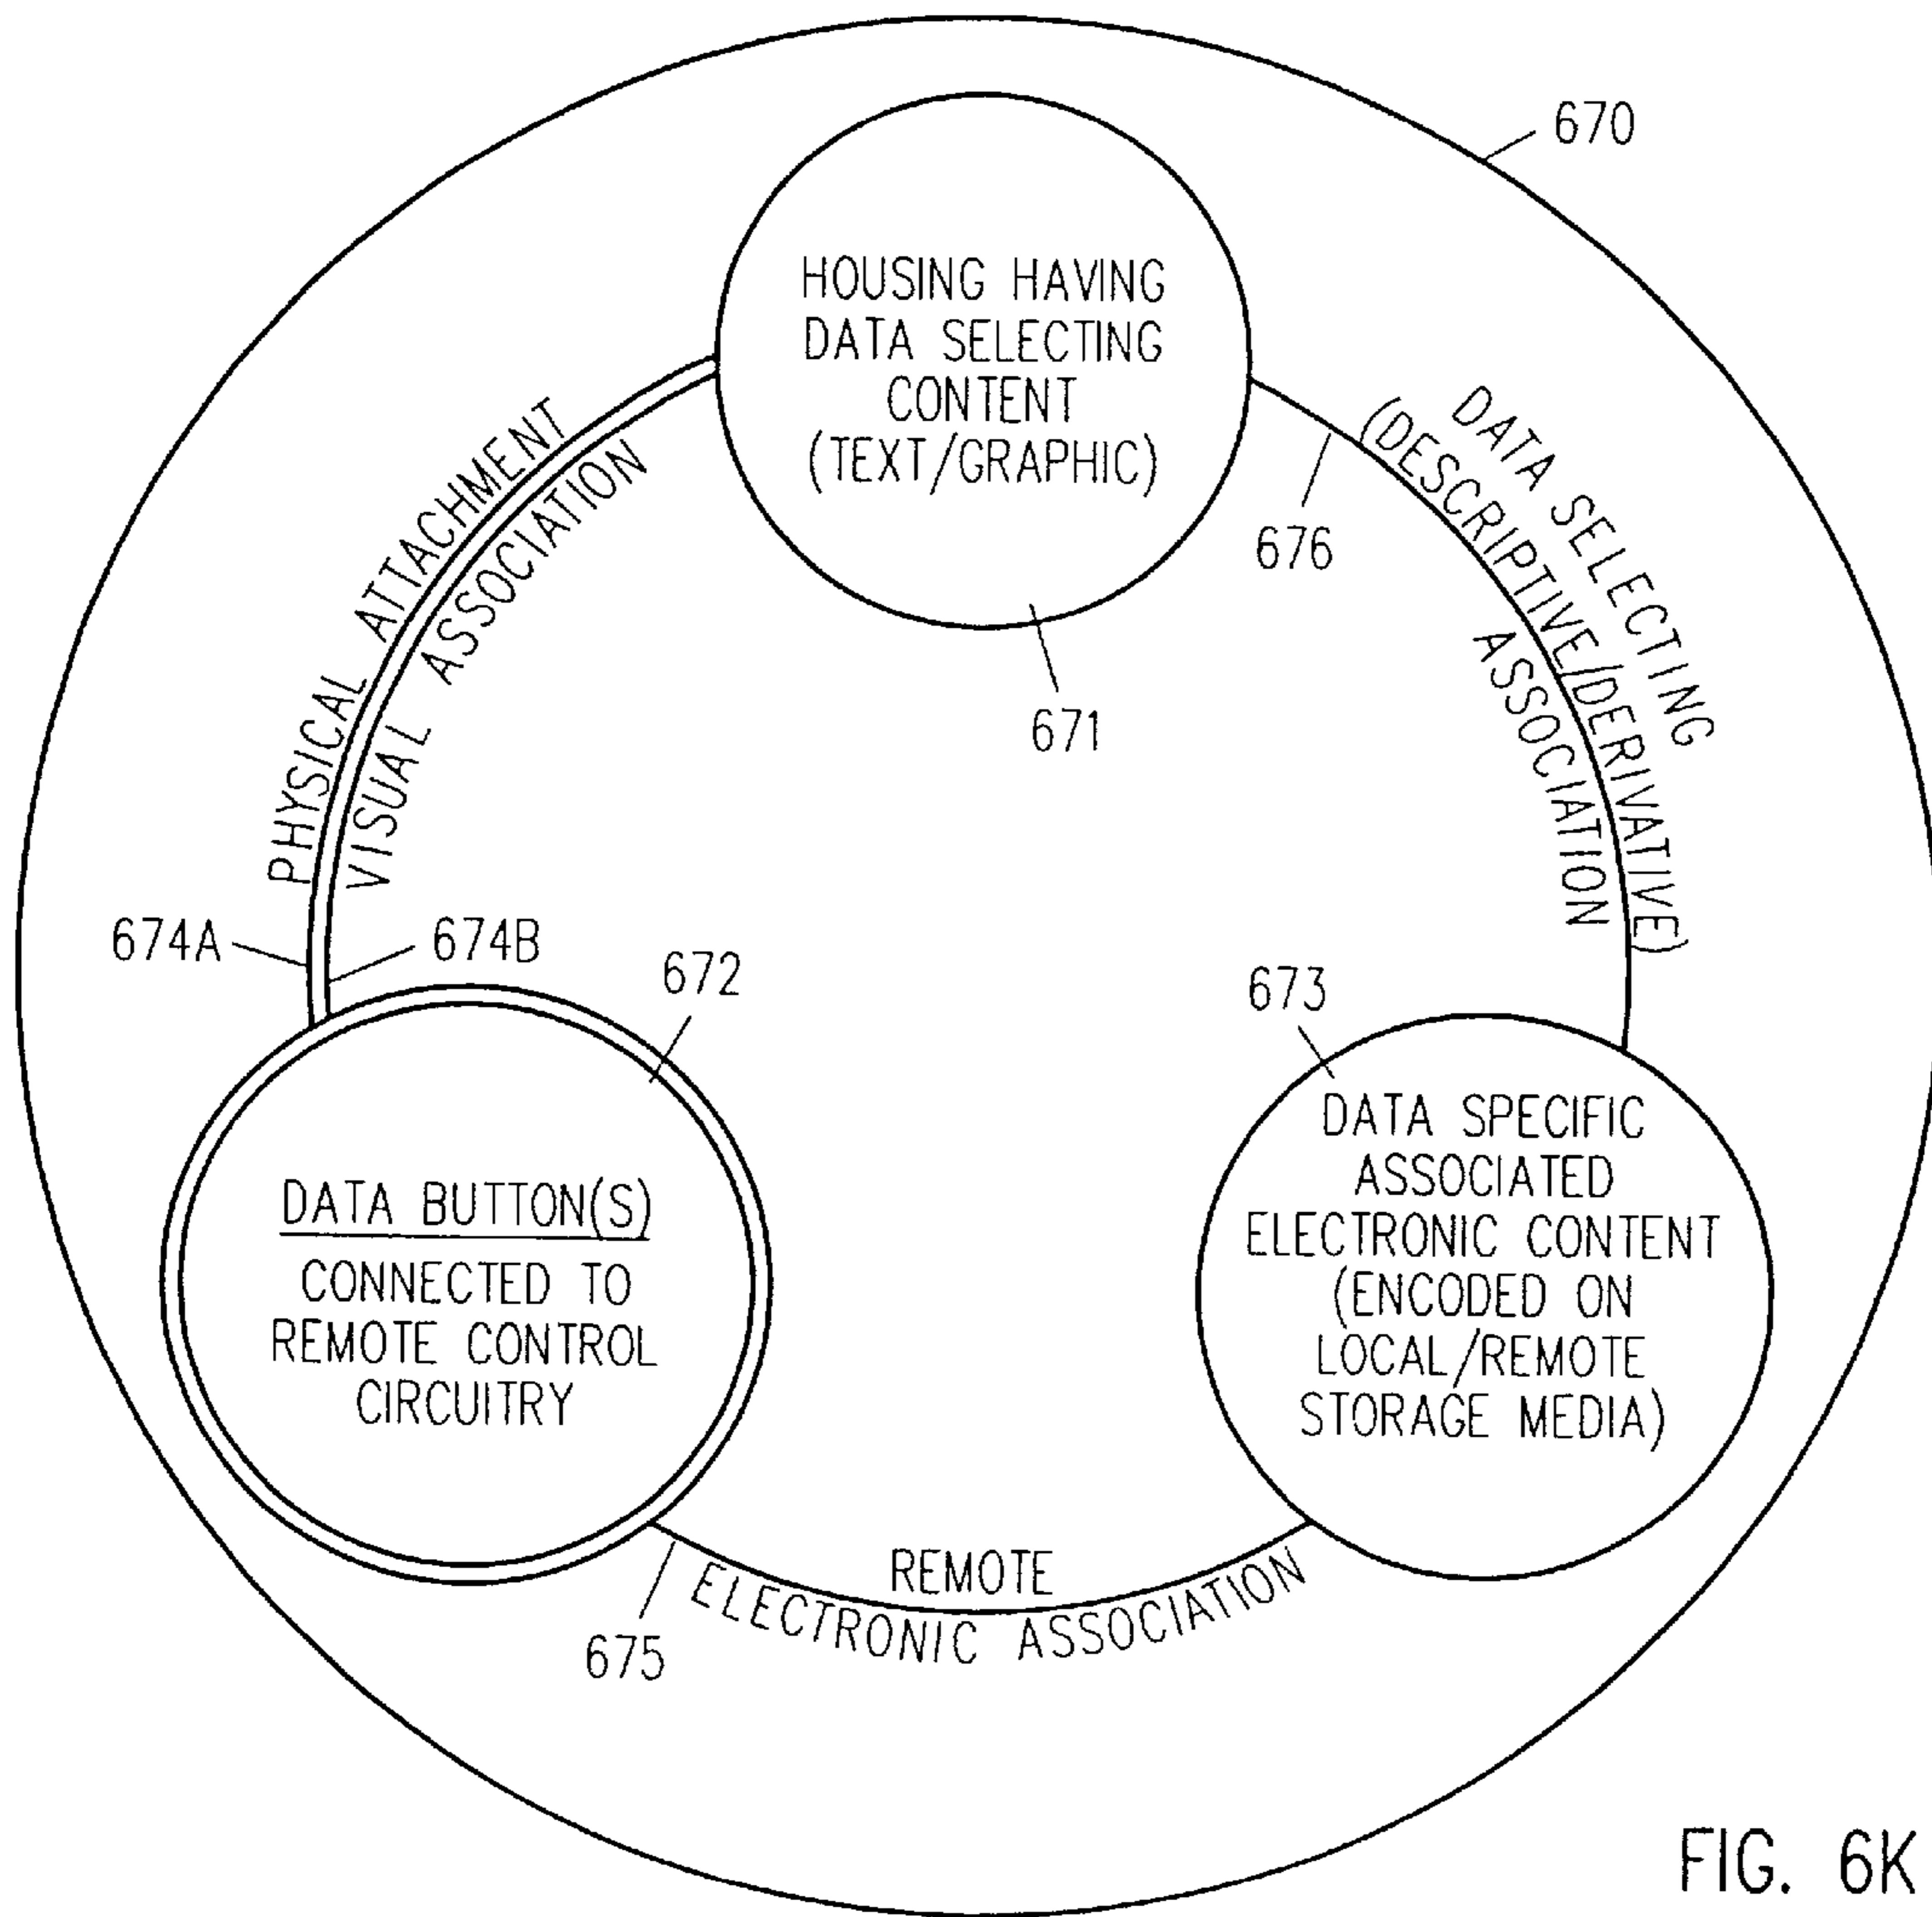 670
HOUSING HAVING
DATA SELECTING
CONTENT
(TEXT/GRAPHIC)
671
PHYSICAL ATTACHMENT
VISUAL ASSOCIATION
674A
674B
676
DATA SELECTING
(DESCRIPTIVE/DERIVATIVE)
ASSOCIATION
672
DATA BUTTON(S)
CONNECTED TO
REMOTE CONTROL
CIRCUITRY
673
DATA SPECIFIC
ASSOCIATED
ELECTRONIC CONTENT
(ENCODED ON
LOCAL/REMOTE
STORAGE MEDIA)
REMOTE
ELECTRONIC ASSOCIATION
675
FIG. 6K